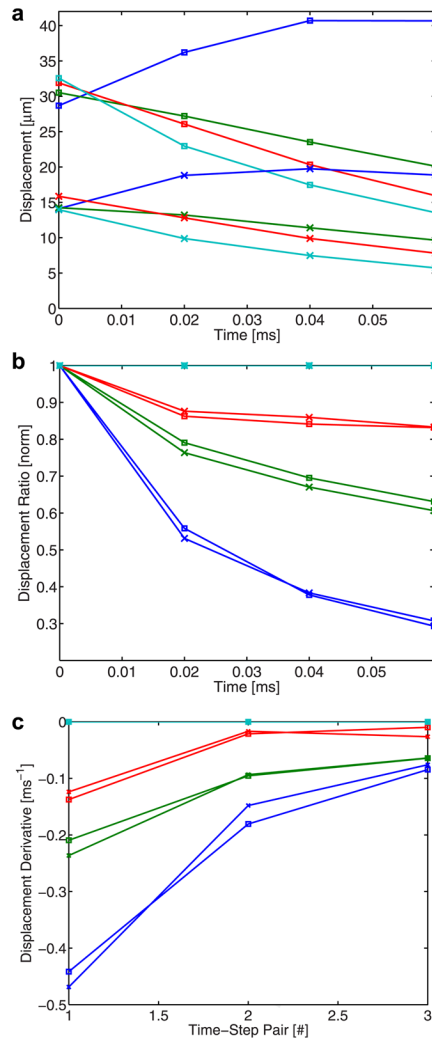 a
40
35
30
25
20
15
10
5
0
Displacement [µm]
0 0.01 0.02 0.03 0.04 0.05
Time [ms]
b
1
0.9
0.8
0.7
0.6
0.5
0.4
0.3
Displacement Ratio [norm]
0 0.01 0.02 0.03 0.04 0.05
Time [ms]
c
0
−0.1
−0.2
−0.3
−0.4
−0.5
Displacement Derivative [ms⁻¹]
1 1.5 2 2.5 3
Time−Step Pair [#]